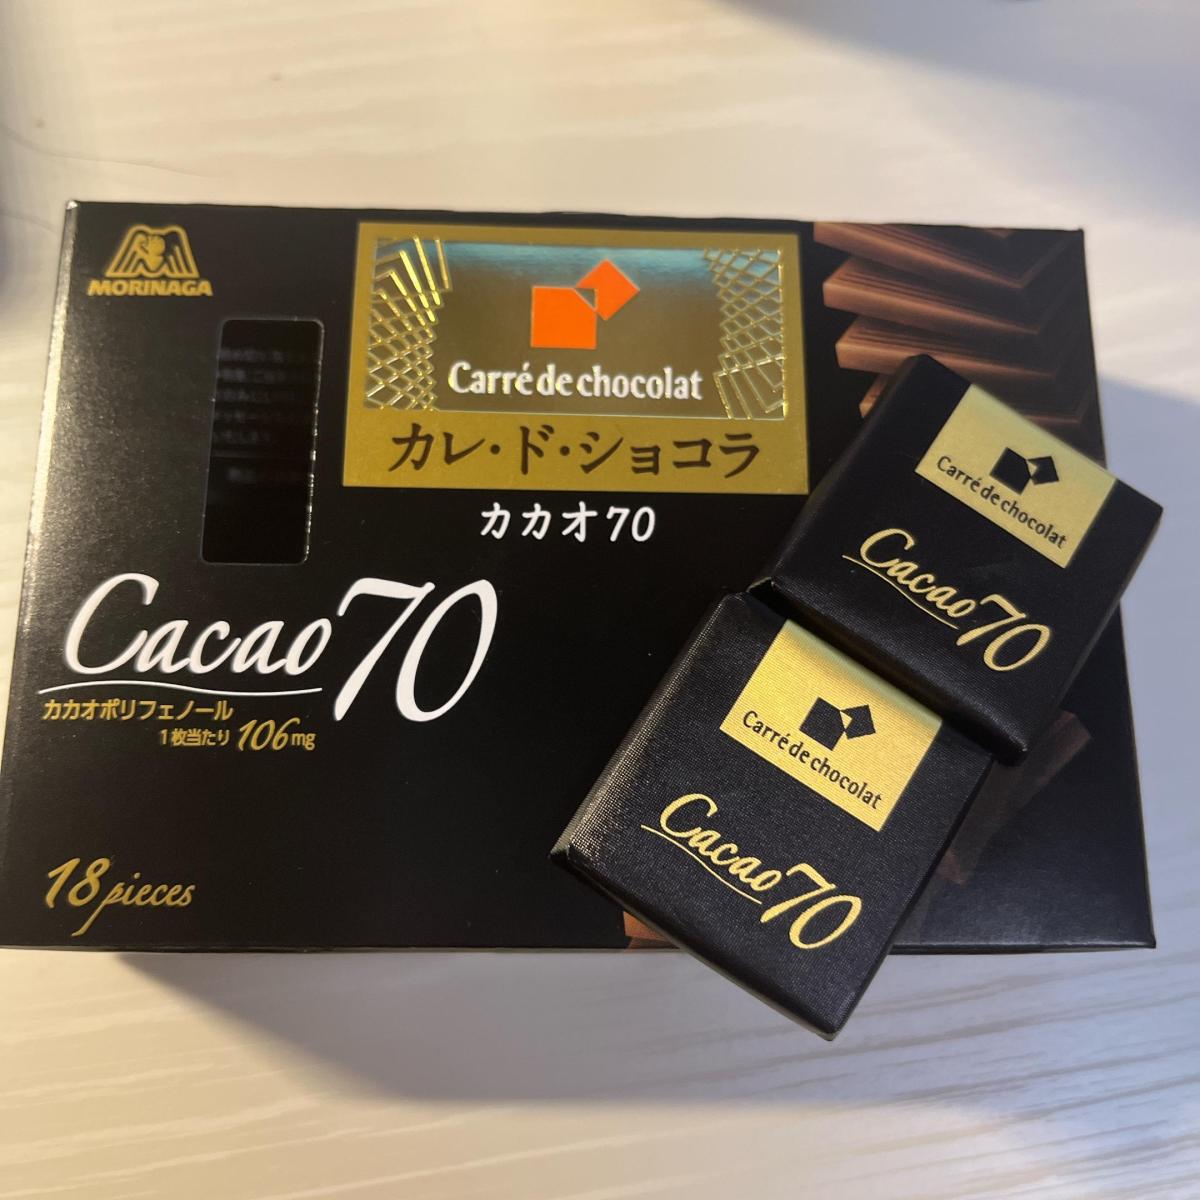 MORINAGA
Carré de chocolat
カレ・ド・ショコラ
カカオ70
Cacao70
カカオポリフェノール
1枚当たり106mg
18 pieces
Carré de chocolat
Cacao70
Carré de chocolat
Cacao70